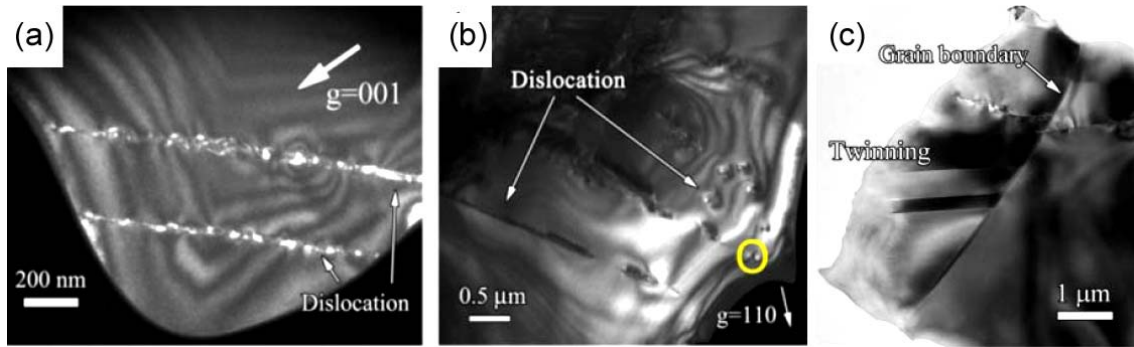 (a)
g=001
200 nm
Dislocation
(b)
Dislocation
0.5 μm
g=110
(c)
Grain boundary
Twinning
1 μm